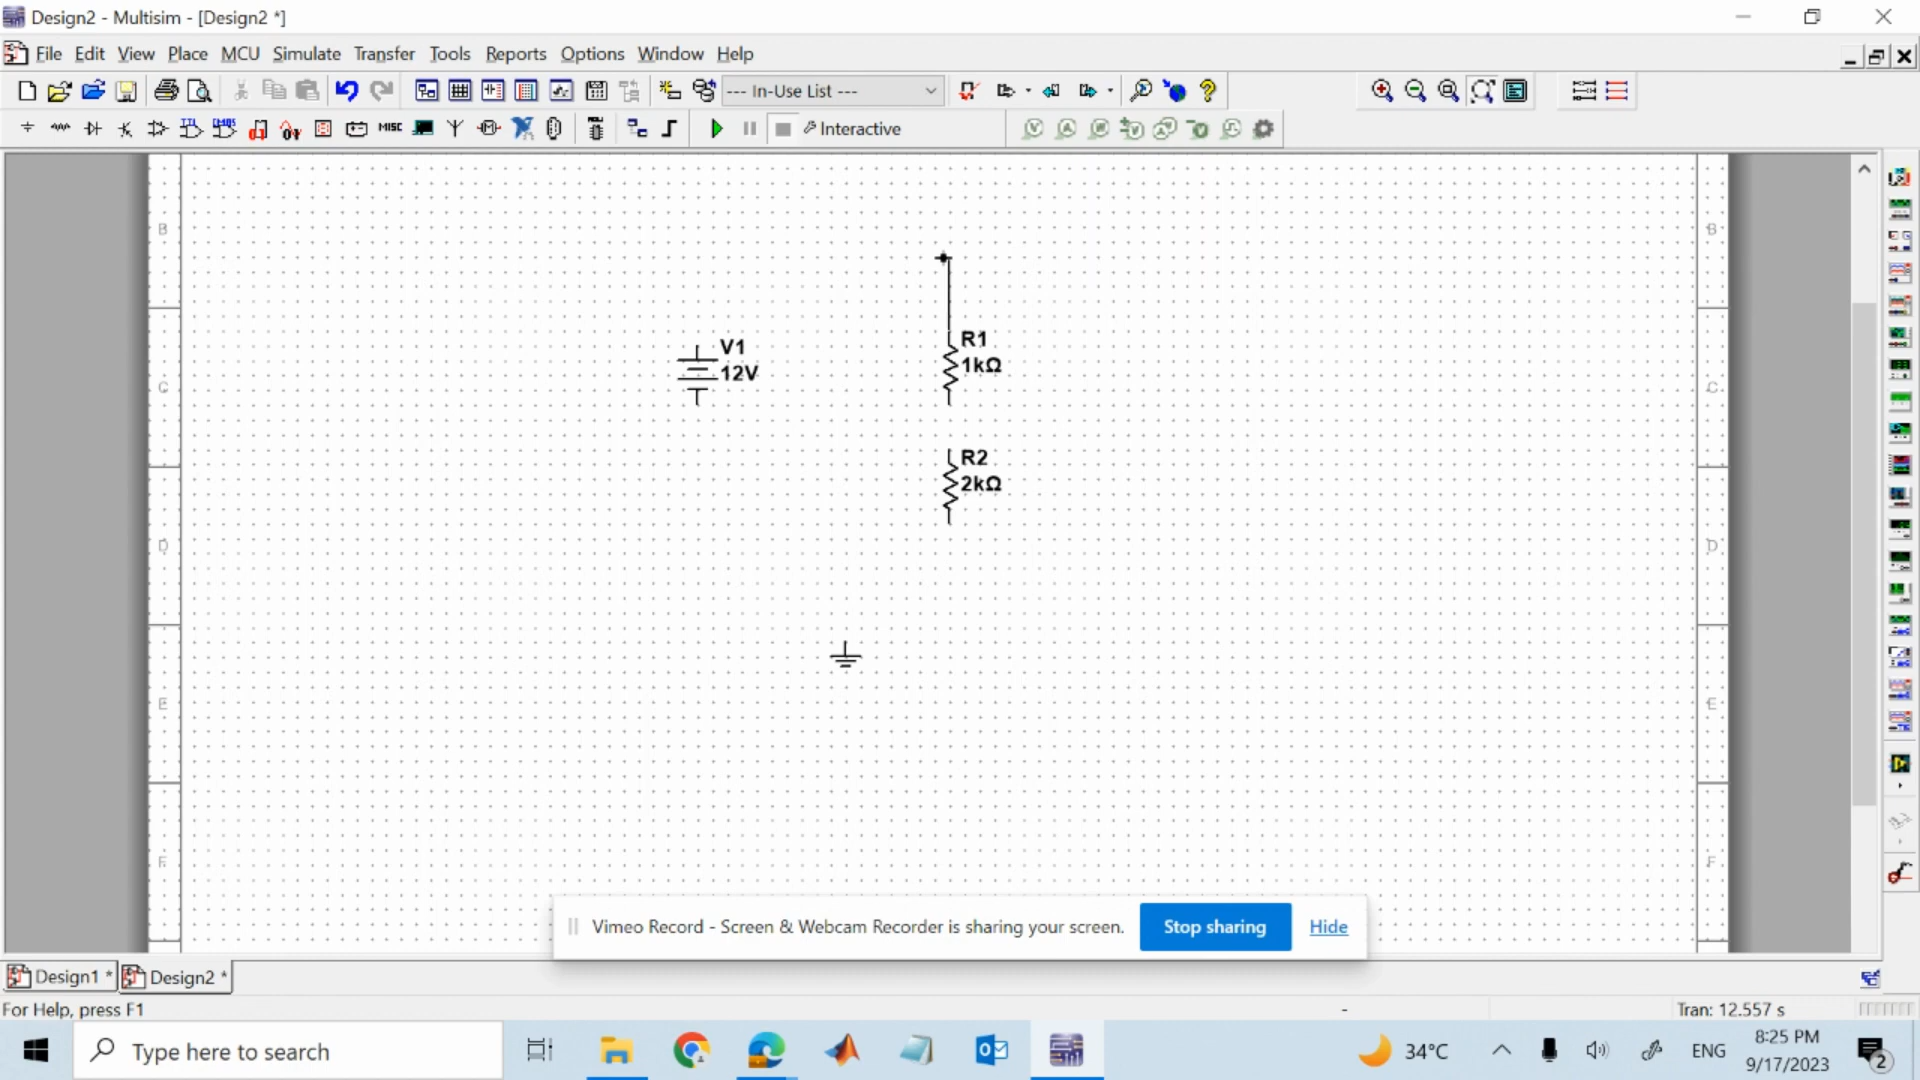 Design2 - Multisim - [Design2 *]
File Edit View Place MCU Simulate Transfer Tools Reports Options Window Help
--- In-Use List ---
MISC Interactive
B B
R1
V1
1kΩ
12V
C C
R2
2kΩ
D D
E E
F F
Vimeo Record - Screen & Webcam Recorder is sharing your screen. Stop sharing Hide
Design1 * Design2 *
For Help, press F1 - Tran: 12.557 s
Type here to search 34°C ENG 8:25 PM
9/17/2023 2